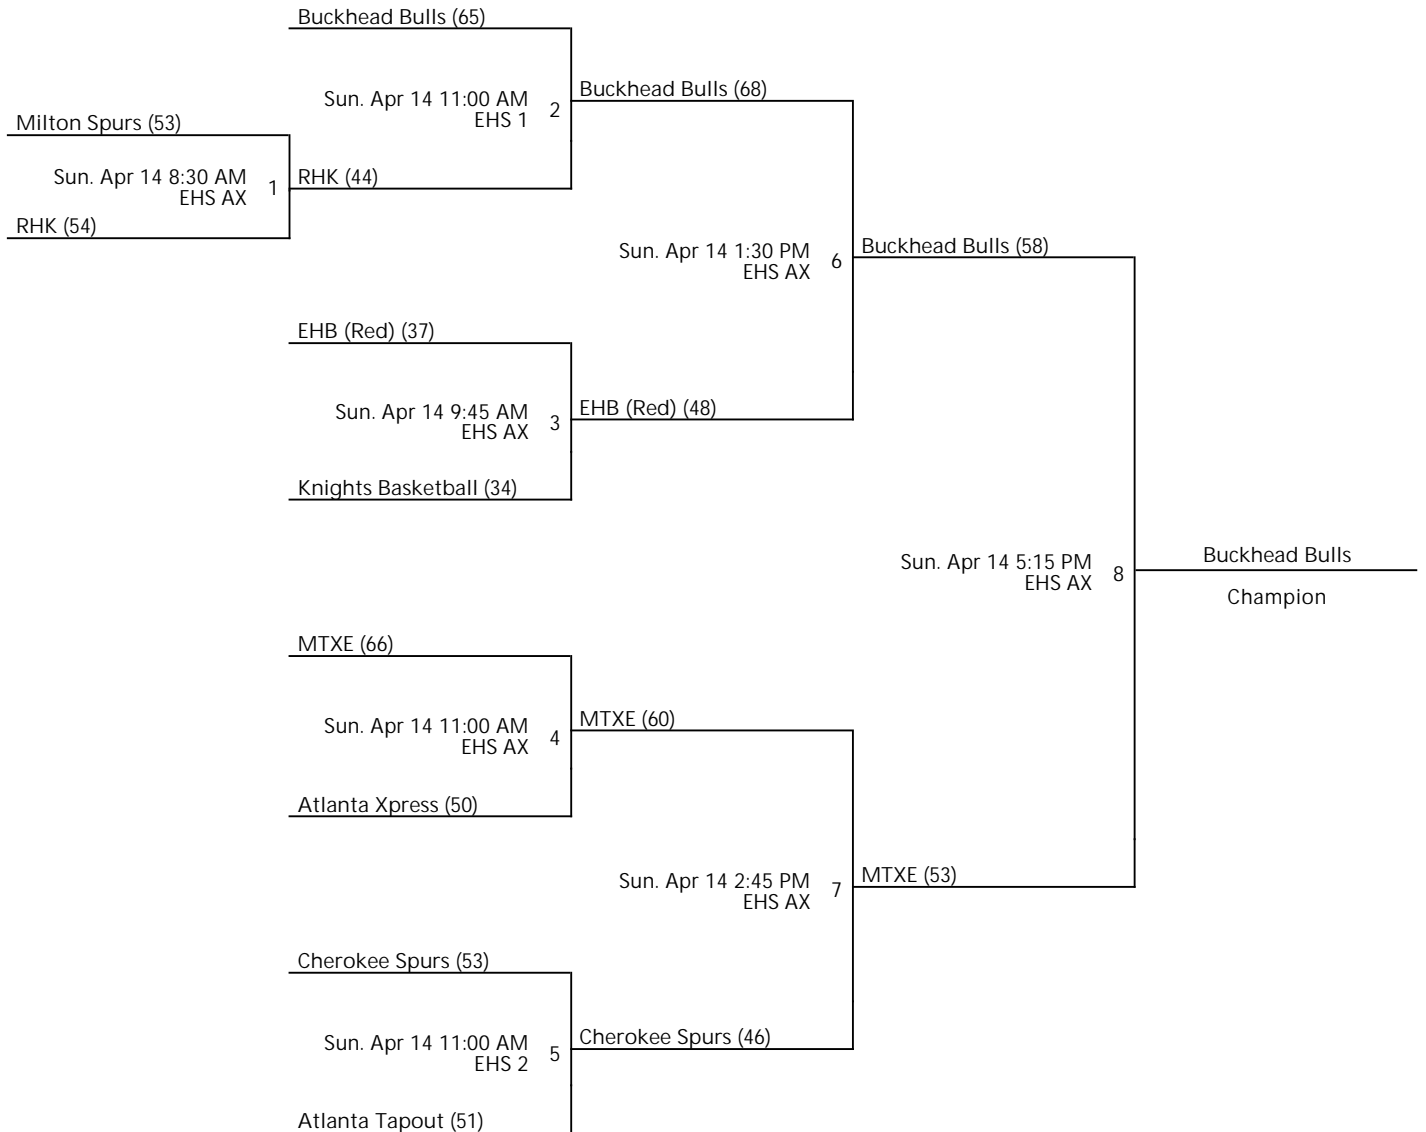 Buckhead Bulls (65)
Sun. Apr 14 11:00 AM
EHS 1
2
Buckhead Bulls (68)
Milton Spurs (53)
Sun. Apr 14 8:30 AM
EHS AX
1
RHK (44)
RHK (54)
Sun. Apr 14 1:30 PM
EHS AX
6
Buckhead Bulls (58)
EHB (Red) (37)
Sun. Apr 14 9:45 AM
EHS AX
3
EHB (Red) (48)
Knights Basketball (34)
Sun. Apr 14 5:15 PM
EHS AX
8
Buckhead Bulls
Champion
MTXE (66)
Sun. Apr 14 11:00 AM
EHS AX
4
MTXE (60)
Atlanta Xpress (50)
Sun. Apr 14 2:45 PM
EHS AX
7
MTXE (53)
Cherokee Spurs (53)
Sun. Apr 14 11:00 AM
EHS 2
5
Cherokee Spurs (46)
Atlanta Tapout (51)